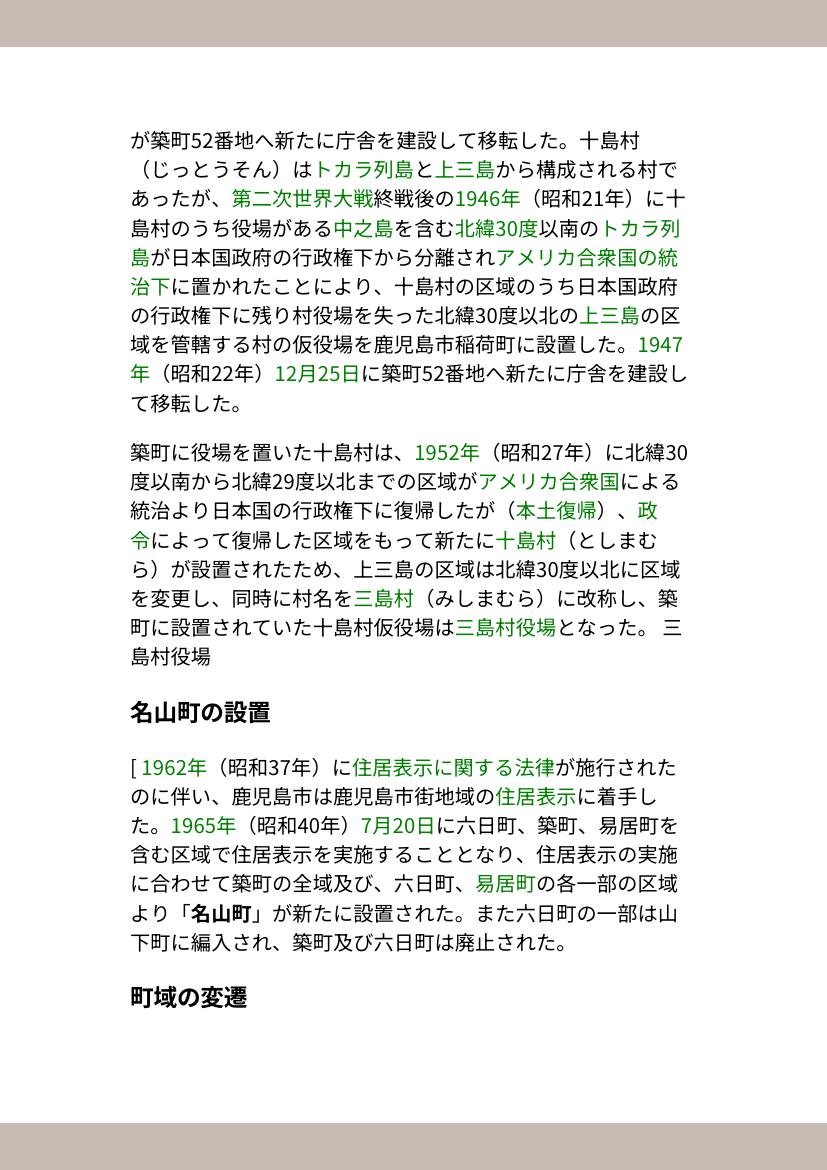 が築町52番地へ新たに庁舎を建設して移転した。十島村
（じっとうそん）はトカラ列島と上三島から構成される村で
あったが、第二次世界大戦終戦後の1946年（昭和21年）に十
島村のうち役場がある中之島を含む北緯30度以南のトカラ列
島が日本国政府の行政権下から分離されアメリカ合衆国の統
治下に置かれたことにより、十島村の区域のうち日本国政府
の行政権下に残り村役場を失った北緯30度以北の上三島の区
域を管轄する村の仮役場を鹿児島市稲荷町に設置した。1947
年（昭和22年）12月25日に築町52番地へ新たに庁舎を建設し
て移転した。
築町に役場を置いた十島村は、1952年（昭和27年）に北緯30
度以南から北緯29度以北までの区域がアメリカ合衆国による
統治より日本国の行政権下に復帰したが（本土復帰）、政
令によって復帰した区域をもって新たに十島村（としまむ
ら）が設置されたため、上三島の区域は北緯30度以北に区域
を変更し、同時に村名を三島村（みしまむら）に改称し、築
町に設置されていた十島村仮役場は三島村役場となった。 三
島村役場
名山町の設置
[ 1962年（昭和37年）に住居表示に関する法律が施行された
のに伴い、鹿児島市は鹿児島市街地域の住居表示に着手し
た。1965年（昭和40年）7月20日に六日町、築町、易居町を
含む区域で住居表示を実施することとなり、住居表示の実施
に合わせて築町の全域及び、六日町、易居町の各一部の区域
より「名山町」が新たに設置された。また六日町の一部は山
下町に編入され、築町及び六日町は廃止された。
町域の変遷